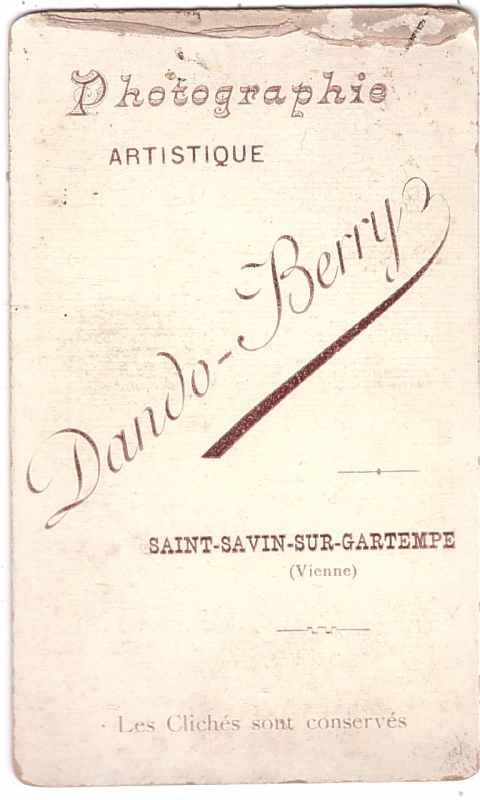 Photographie
ARTISTIQUE
Dando-Berry
SAINT-SAVIN-SUR-GARTEMPE
(Vienne)
Les Clichés sont conservés